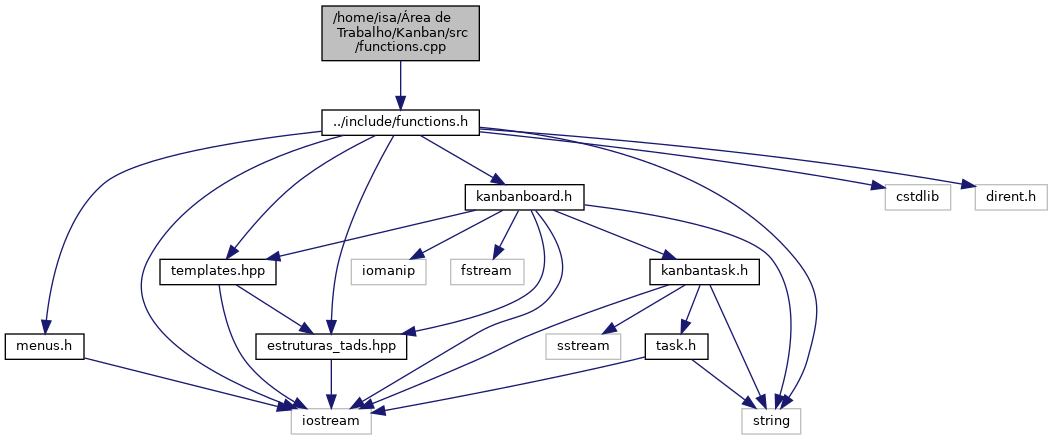 /home/isa/Área de
Trabalho/Kanban/src
/functions.cpp
../include/functions.h
kanbanboard.h
cstdlib
dirent.h
templates.hpp
iomanip
fstream
kanbantask.h
menus.h
estruturas_tads.hpp
sstream
task.h
iostream
string